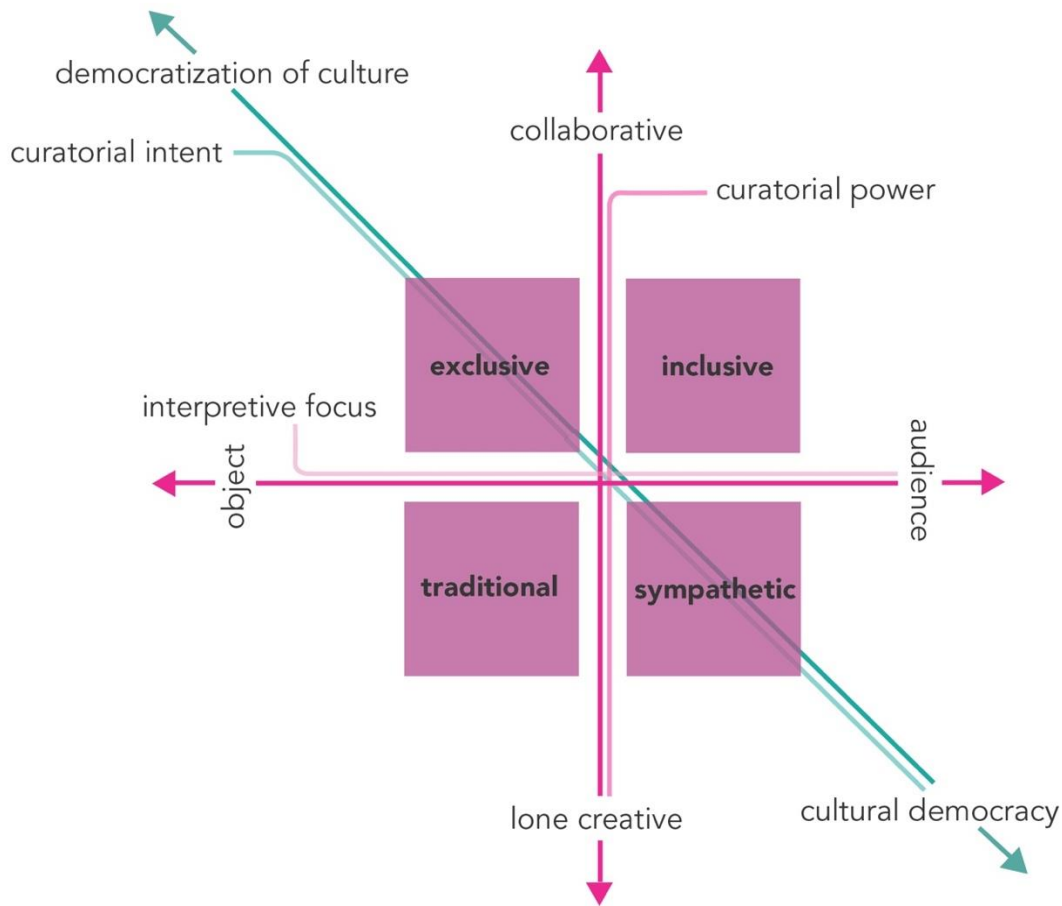 democratization of culture
collaborative
curatorial intent
curatorial power
exclusive
inclusive
interpretive focus
object
audience
traditional
sympathetic
lone creative
cultural democracy